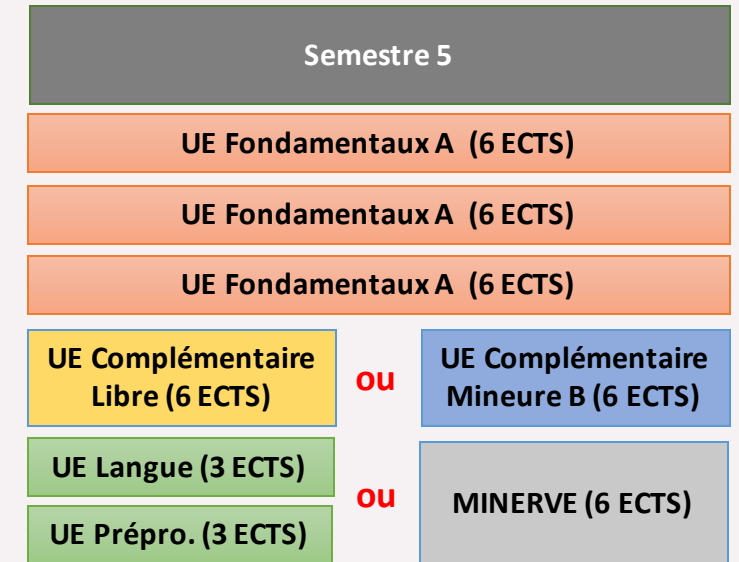 Semestre 5
UE Fondamentaux A (6 ECTS)
UE Fondamentaux A (6 ECTS)
UE Fondamentaux A (6 ECTS)
UE Complémentaire
Libre (6 ECTS)
ou
UE Complémentaire
Mineure B (6 ECTS)
UE Langue (3 ECTS)
UE Prépro. (3 ECTS)
ou
MINERVE (6 ECTS)